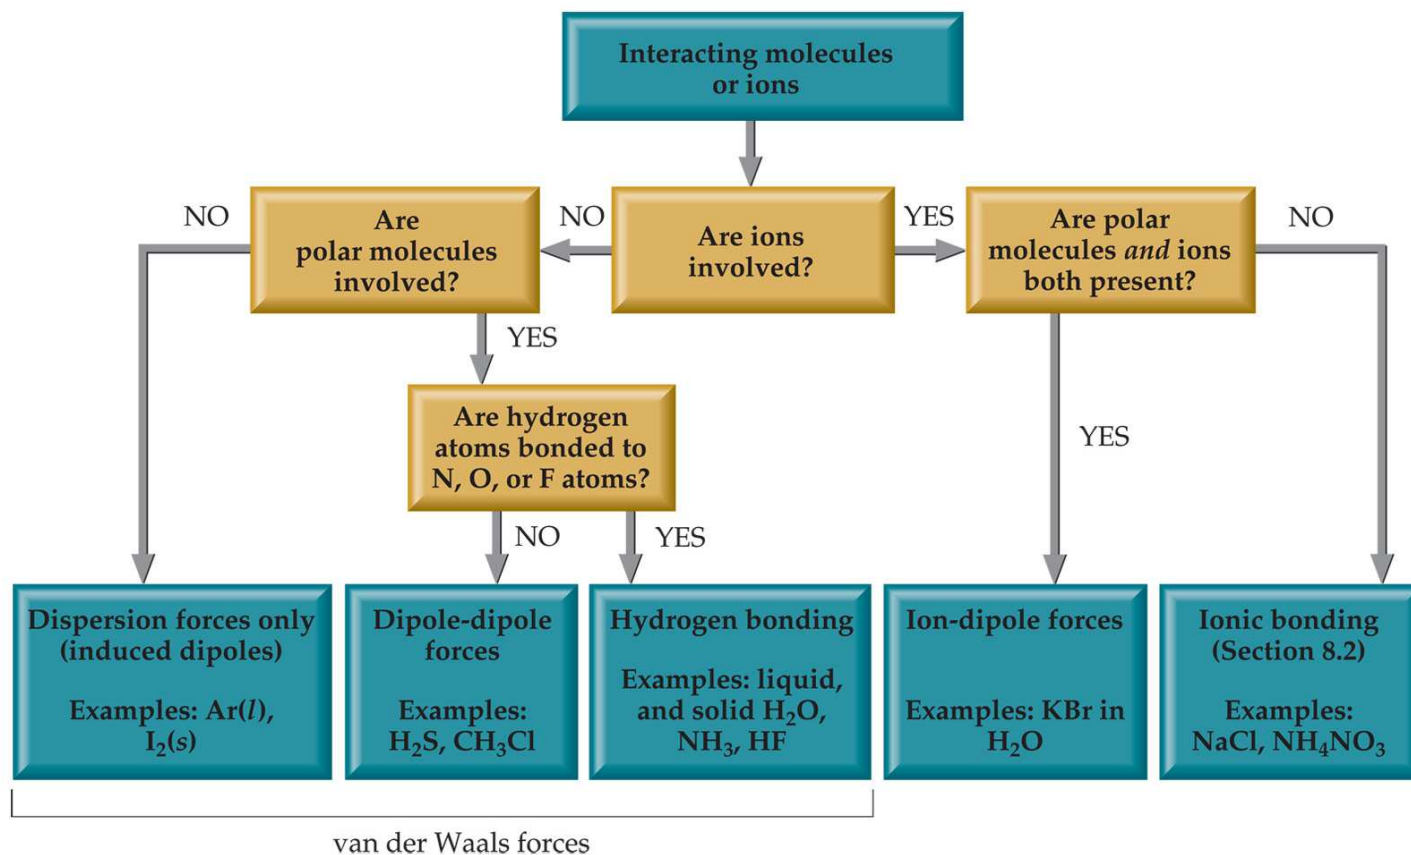 Interacting molecules
or ions
NO
Are
polar molecules
involved?
NO
Are ions
involved?
YES
Are polar
molecules and ions
both present?
NO
YES
Are hydrogen
atoms bonded to
N, O, or F atoms?
YES
NO
YES
Dispersion forces only
(induced dipoles)
Examples: Ar(l),
I₂(s)
Dipole-dipole
forces
Examples:
H₂S, CH₃Cl
Hydrogen bonding
Examples: liquid,
and solid H₂O,
NH₃, HF
Ion-dipole forces
Examples: KBr in
H₂O
Ionic bonding
(Section 8.2)
Examples:
NaCl, NH₄NO₃
van der Waals forces